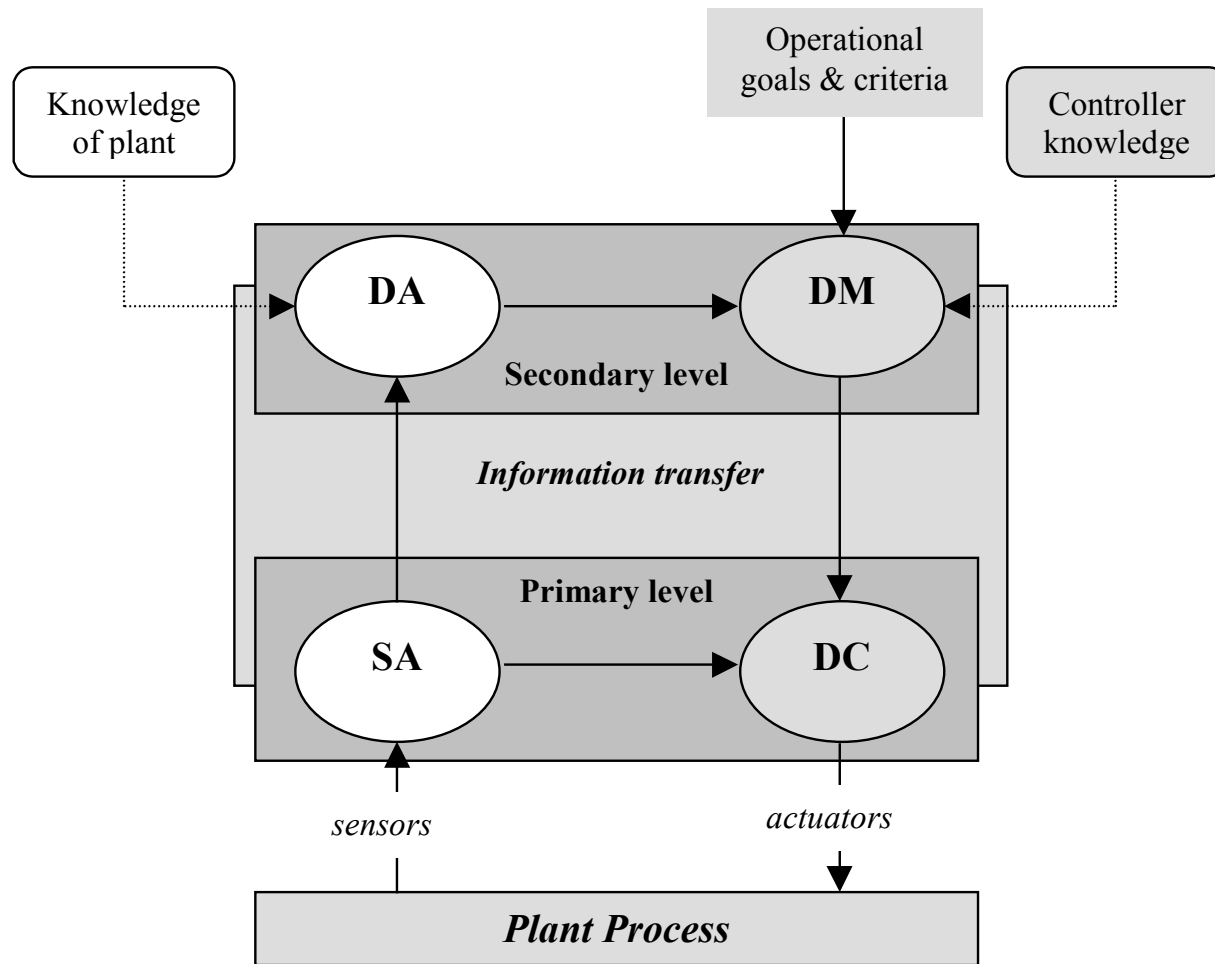 Operational
goals & criteria
Knowledge
of plant
Controller
knowledge
DA
DM
Secondary level
Information transfer
Primary level
SA
DC
sensors
actuators
Plant Process